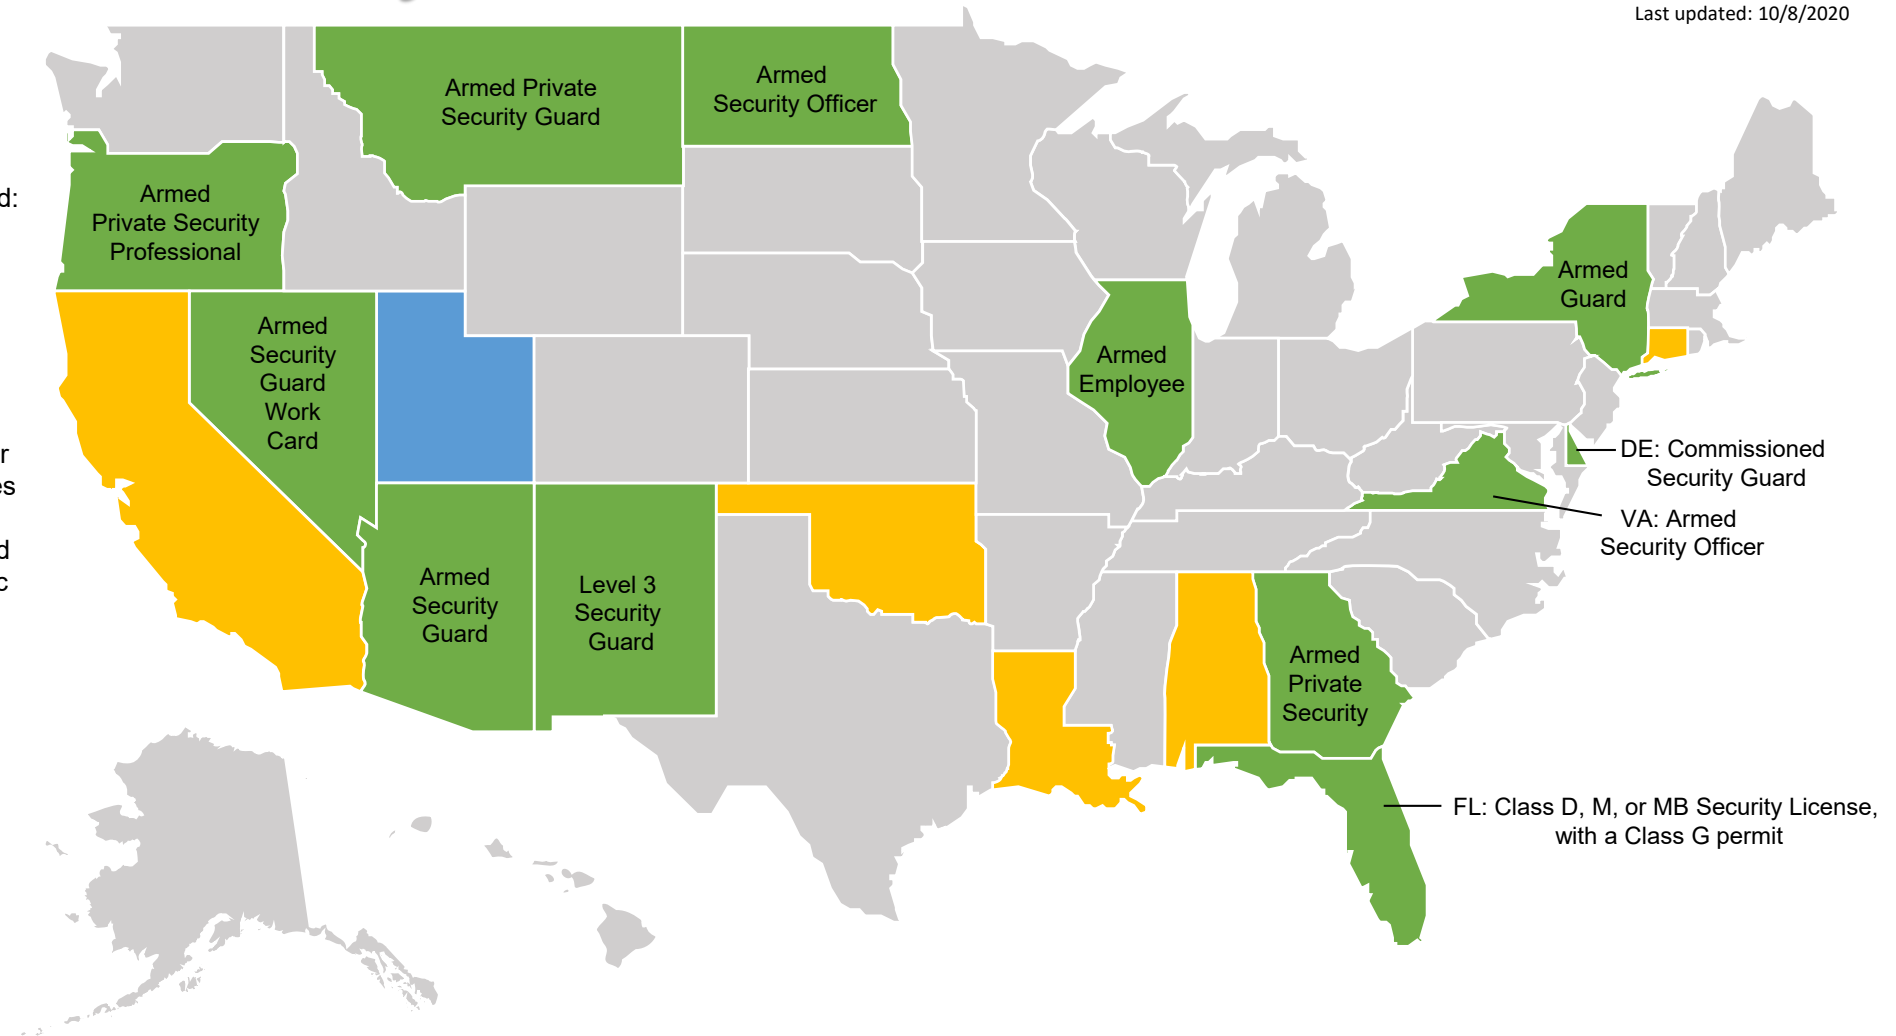 Last updated: 10/8/2020
Armed Private
Security Guard
Armed
Security Officer
Armed
Private Security
Professional
d:
Armed
Guard
Armed
Security
Guard
Work
Card
Armed
Employee
r
es
d
c
DE: Commissioned
Security Guard
VA: Armed
Security Officer
Armed
Security
Guard
Level 3
Security
Guard
Armed
Private
Security
FL: Class D, M, or MB Security License,
with a Class G permit